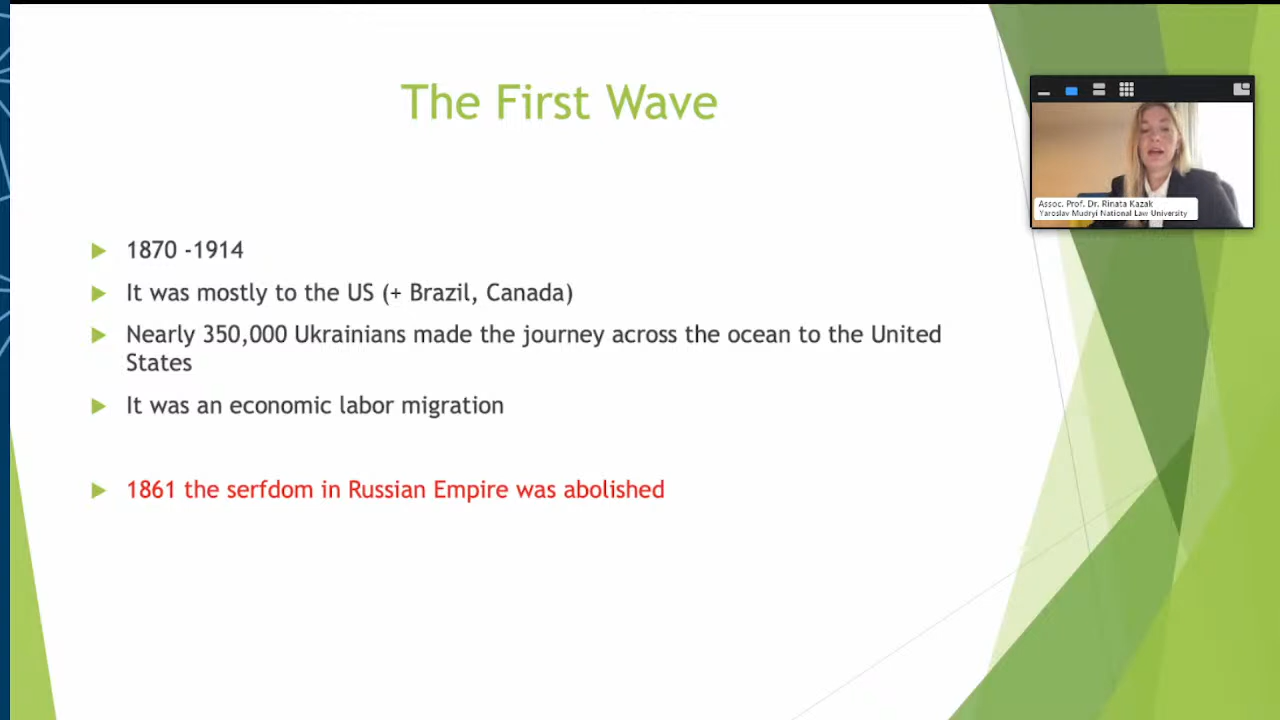 The First Wave
Assoc. Prof. Dr. Rinata Kazak
Yaroslav Mudryi National Law University
1870 -1914
It was mostly to the US (+ Brazil, Canada)
Nearly 350,000 Ukrainians made the journey across the ocean to the United
States
It was an economic labor migration
1861 the serfdom in Russian Empire was abolished